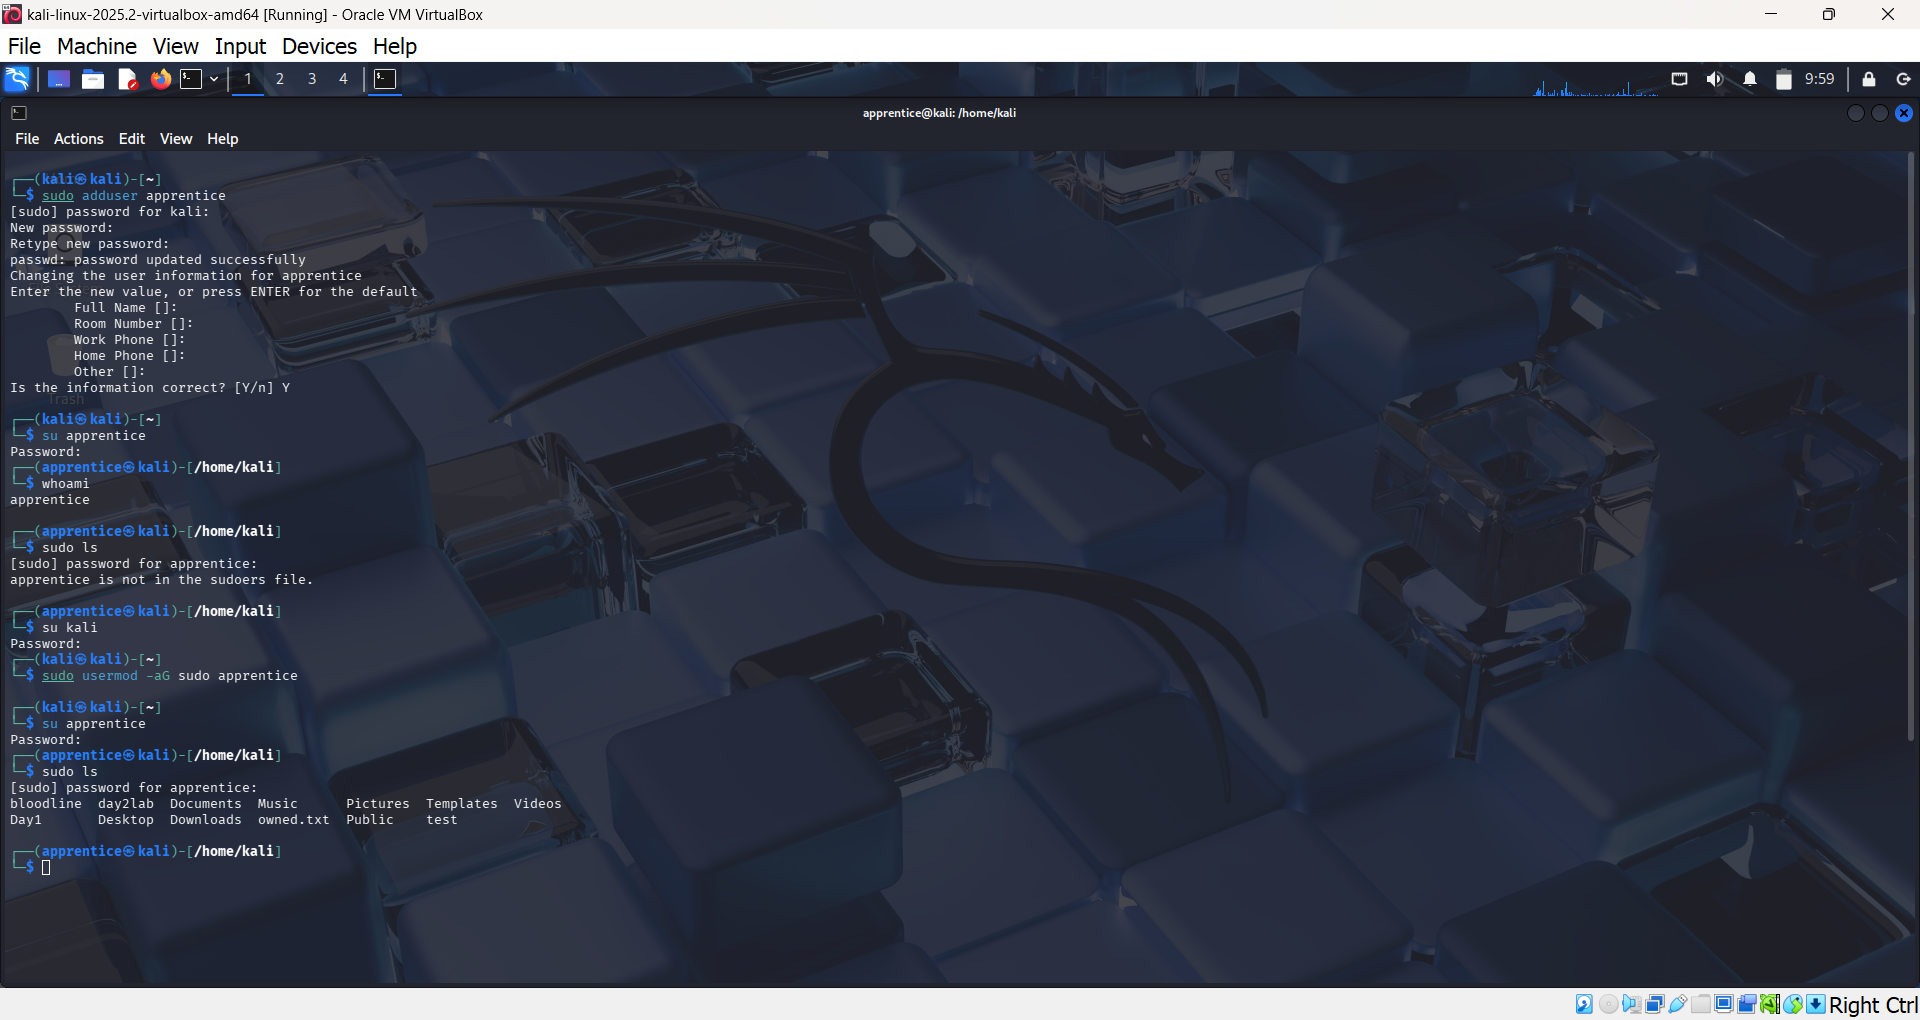 kali-linux-2025.2-virtualbox-amd64 [Running] - Oracle VM VirtualBox
File Machine View Input Devices Help
1 2 3 4 9:59
apprentice@kali: /home/kali
File Actions Edit View Help
┌──(kali㉿kali)-[~]
└─$ sudo adduser apprentice
[sudo] password for kali:
New password:
Retype new password:
passwd: password updated successfully
Changing the user information for apprentice
Enter the new value, or press ENTER for the default
Full Name []:
Room Number []:
Work Phone []:
Home Phone []:
Other []:
Is the information correct? [Y/n] Y
Trash
┌──(kali㉿kali)-[~]
└─$ su apprentice
Password:
┌──(apprentice㉿kali)-[/home/kali]
└─$ whoami
apprentice
┌──(apprentice㉿kali)-[/home/kali]
└─$ sudo ls
[sudo] password for apprentice:
apprentice is not in the sudoers file.
┌──(apprentice㉿kali)-[/home/kali]
└─$ su kali
Password:
┌──(kali㉿kali)-[~]
└─$ sudo usermod -aG sudo apprentice
┌──(kali㉿kali)-[~]
└─$ su apprentice
Password:
┌──(apprentice㉿kali)-[/home/kali]
└─$ sudo ls
[sudo] password for apprentice:
bloodline day2lab Documents Music Pictures Templates Videos
Day1 Desktop Downloads owned.txt Public test
┌──(apprentice㉿kali)-[/home/kali]
└─$
Right Ctrl